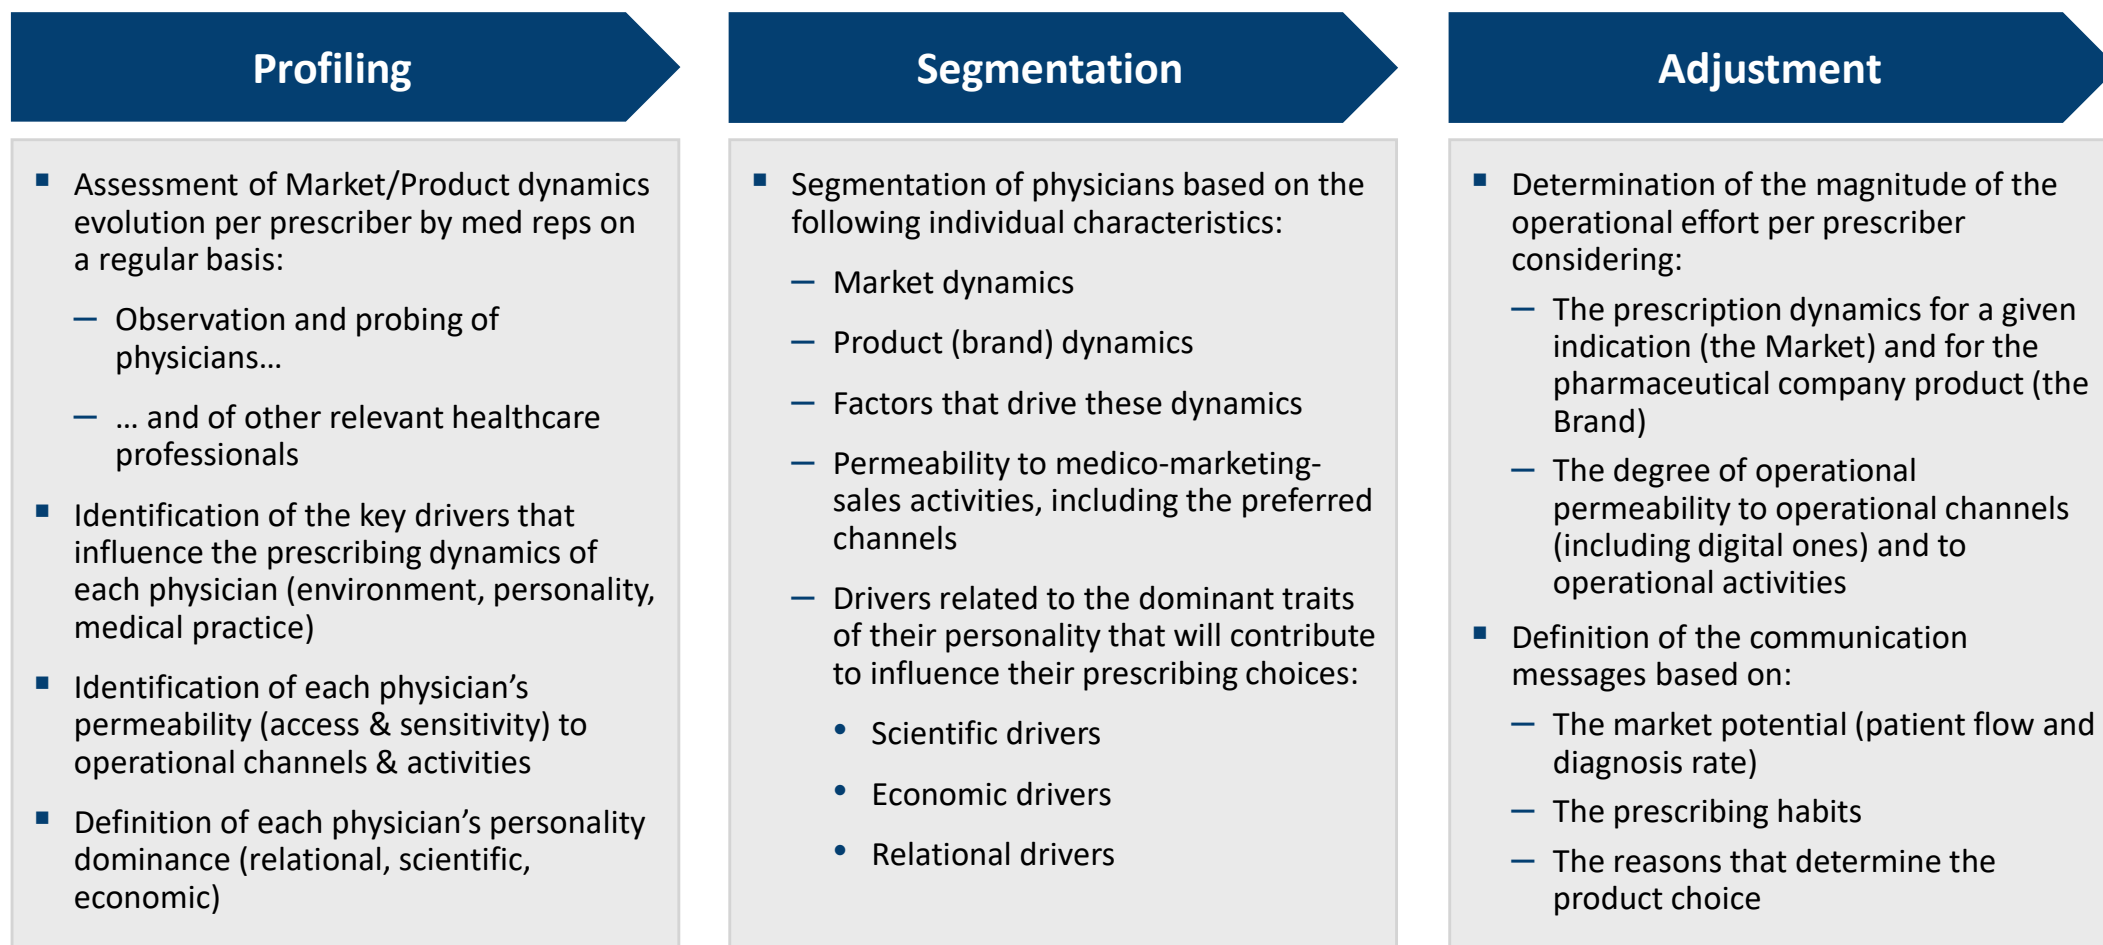 Profiling
▪ Assessment of Market/Product dynamics
evolution per prescriber by med reps on
a regular basis:
– Observation and probing of
physicians…
– … and of other relevant healthcare
professionals
▪ Identification of the key drivers that
influence the prescribing dynamics of
each physician (environment, personality,
medical practice)
▪ Identification of each physician’s
permeability (access & sensitivity) to
operational channels & activities
▪ Definition of each physician’s personality
dominance (relational, scientific,
economic)
Segmentation
▪ Segmentation of physicians based on the
following individual characteristics:
– Market dynamics
– Product (brand) dynamics
– Factors that drive these dynamics
– Permeability to medico-marketing-
sales activities, including the preferred
channels
– Drivers related to the dominant traits
of their personality that will contribute
to influence their prescribing choices:
• Scientific drivers
• Economic drivers
• Relational drivers
Adjustment
▪ Determination of the magnitude of the
operational effort per prescriber
considering:
– The prescription dynamics for a given
indication (the Market) and for the
pharmaceutical company product (the
Brand)
– The degree of operational
permeability to operational channels
(including digital ones) and to
operational activities
▪ Definition of the communication
messages based on:
– The market potential (patient flow and
diagnosis rate)
– The prescribing habits
– The reasons that determine the
product choice